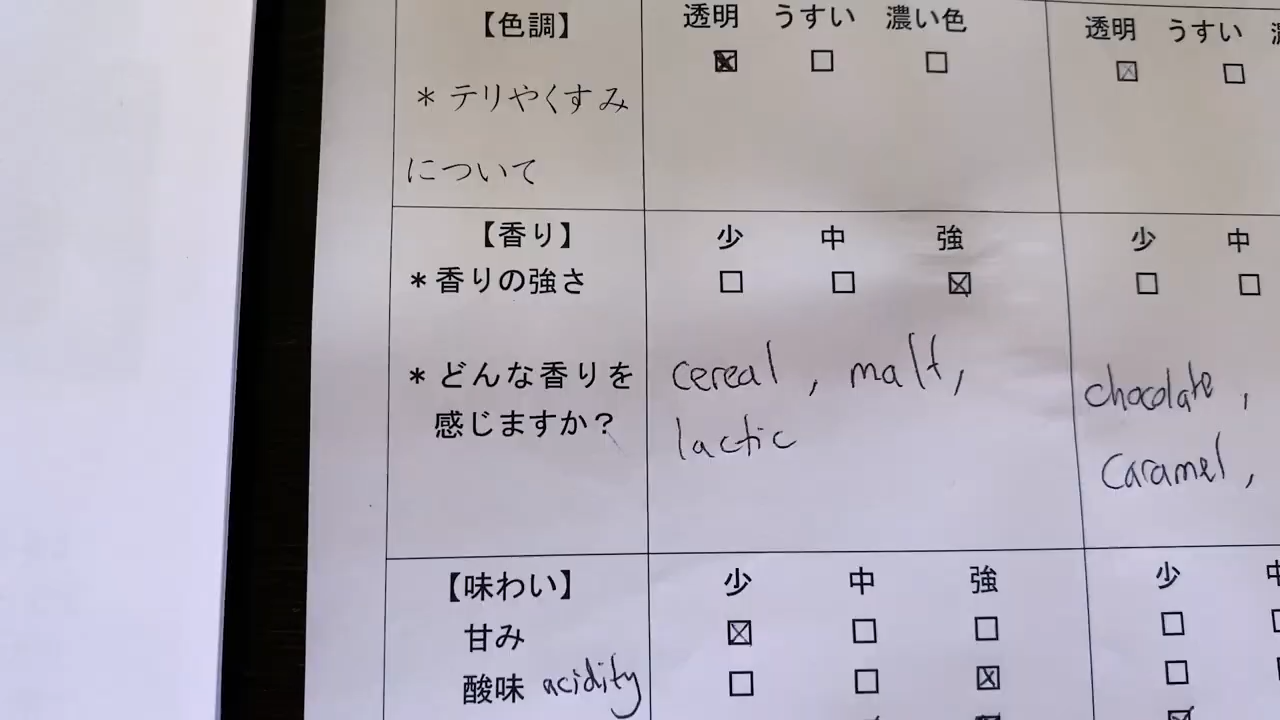 【色調】 透明 うすい 濃い色 透明 うすい
☒ ☐ ☐ ☒ ☐
*テリやくすみ
について
【香り】 少 中 強 少 中
*香りの強さ ☐ ☐ ☒ ☐ ☐
*どんな香りを cereal, malt, chocolate,
感じますか? lactic caramel,
【味わい】 少 中 強 少 中
甘み ☒ ☐ ☐ ☐
酸味 acidity ☐ ☐ ☒ ☐